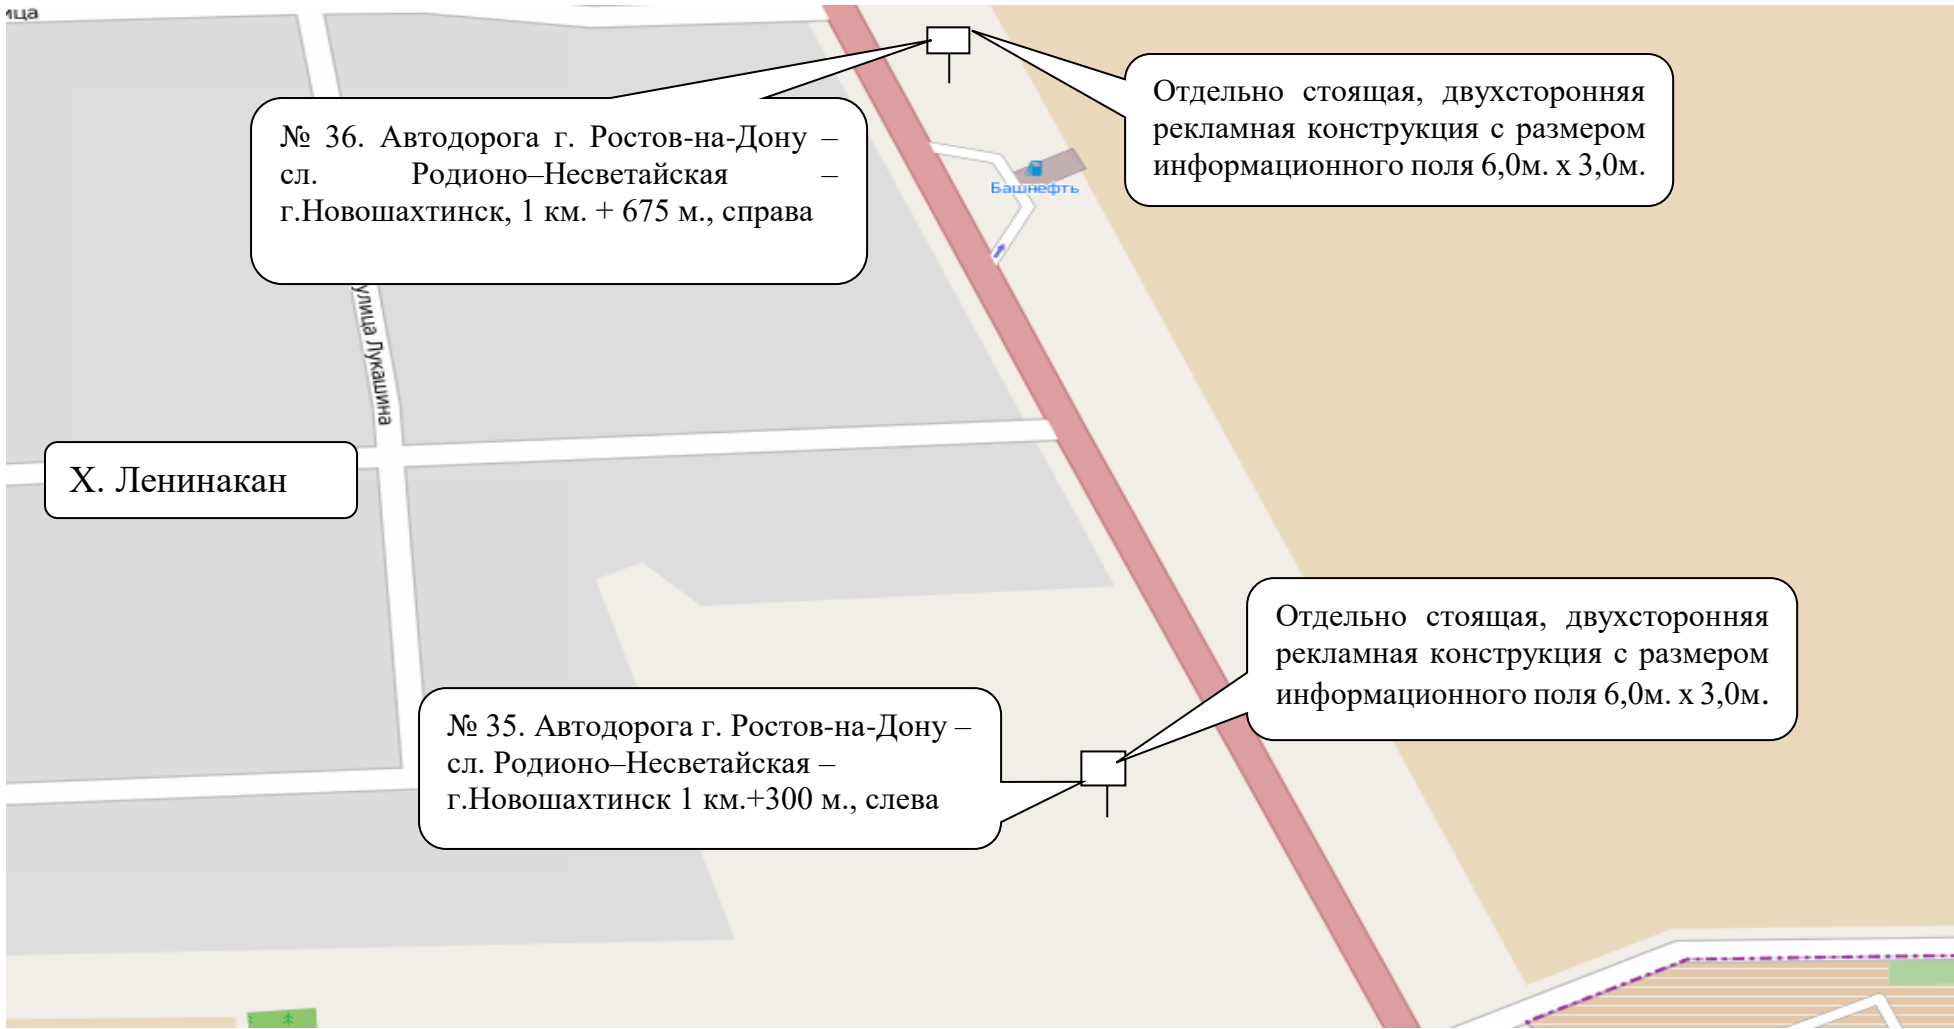 № 36. Автодорога г. Ростов-на-Дону –
сл. Родионо–Несветайская –
г.Новошахтинск, 1 км. + 675 м., справа
Отдельно стоящая, двухсторонняя
рекламная конструкция с размером
информационного поля 6,0м. х 3,0м.
Башнефть
улица Лукашина
Х. Ленинакан
Отдельно стоящая, двухсторонняя
рекламная конструкция с размером
информационного поля 6,0м. х 3,0м.
№ 35. Автодорога г. Ростов-на-Дону –
сл. Родионо–Несветайская –
г.Новошахтинск 1 км.+300 м., слева